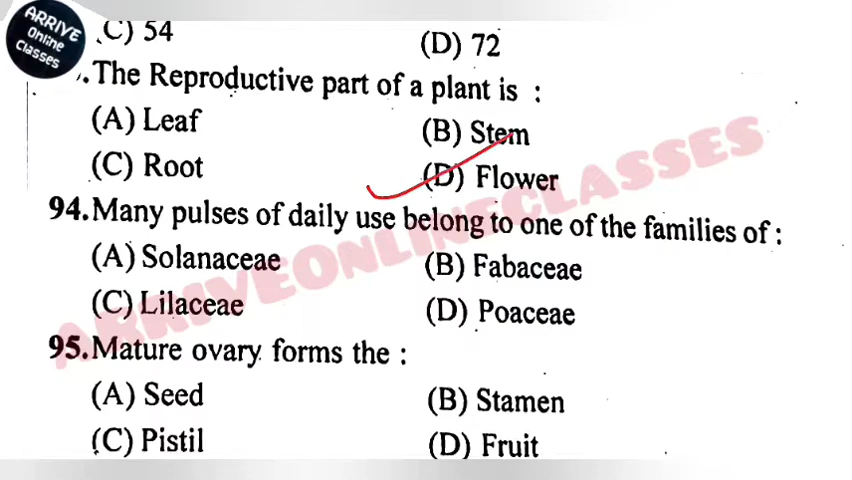 ARRIVE
Online
Classes
(C) 54
(D) 72
.The Reproductive part of a plant is :
(A) Leaf
(B) Stem
(C) Root
(D) Flower
94.Many pulses of daily use belong to one of the families of :
(A) Solanaceae
(B) Fabaceae
(C) Lilaceae
(D) Poaceae
95.Mature ovary forms the :
(A) Seed
(B) Stamen
(C) Pistil
(D) Fruit
ARRIVEONLINECLASSES